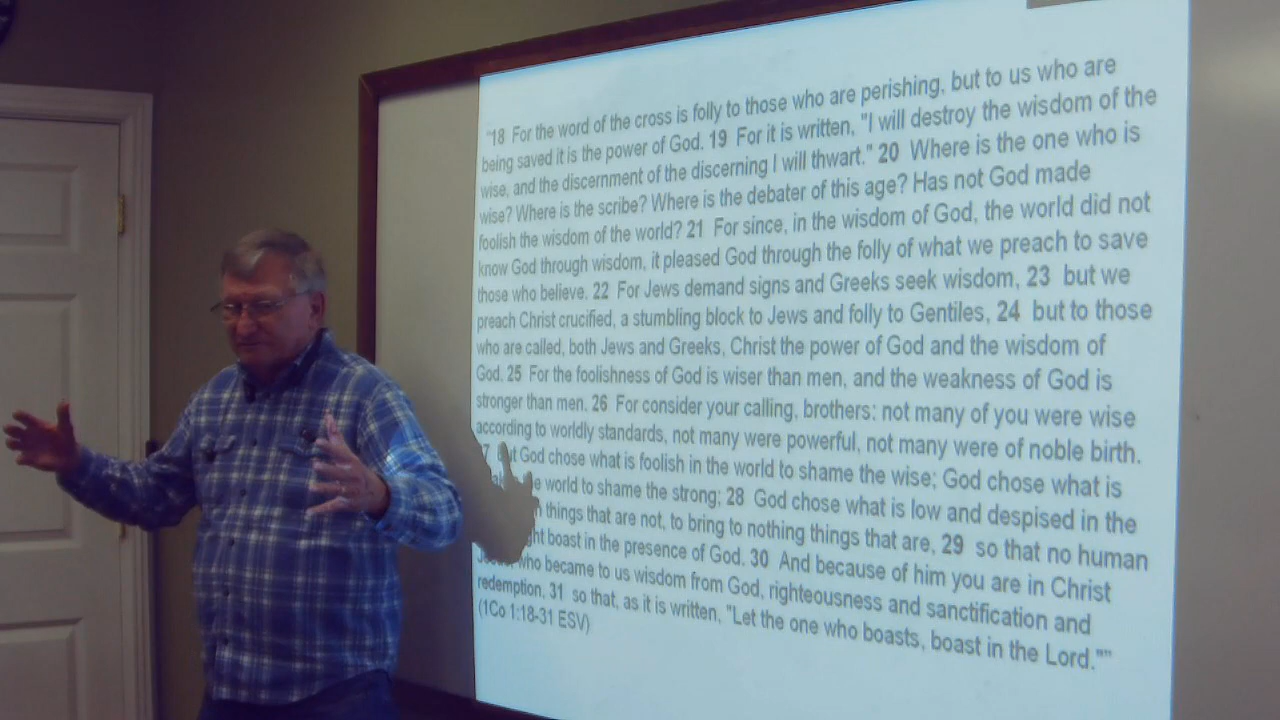 "18 For the word of the cross is folly to those who are perishing, but to us who are
being saved it is the power of God. 19 For it is written, "I will destroy the wisdom of the
wise, and the discernment of the discerning I will thwart." 20 Where is the one who is
wise? Where is the scribe? Where is the debater of this age? Has not God made
foolish the wisdom of the world? 21 For since, in the wisdom of God, the world did not
know God through wisdom, it pleased God through the folly of what we preach to save
those who believe. 22 For Jews demand signs and Greeks seek wisdom, 23 but we
preach Christ crucified, a stumbling block to Jews and folly to Gentiles, 24 but to those
who are called, both Jews and Greeks, Christ the power of God and the wisdom of
God. 25 For the foolishness of God is wiser than men, and the weakness of God is
stronger than men. 26 For consider your calling, brothers: not many of you were wise
according to worldly standards, not many were powerful, not many were of noble birth.
God chose what is foolish in the world to shame the wise; God chose what is
world to shame the strong; 28 God chose what is low and despised in the
things that are not, to bring to nothing things that are, 29 so that no human
boast in the presence of God. 30 And because of him you are in Christ
who became to us wisdom from God, righteousness and sanctification and
redemption, 31 so that, as it is written, "Let the one who boasts, boast in the Lord.""
(1Co 1:18-31 ESV)